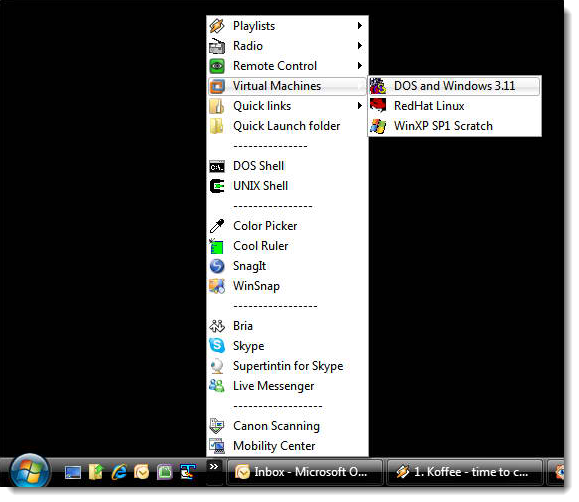 Playlists
Radio
Remote Control
Virtual Machines
DOS and Windows 3.11
Quick links
RedHat Linux
Quick Launch folder
WinXP SP1 Scratch
---------------
DOS Shell
UNIX Shell
----------------
Color Picker
Cool Ruler
SnagIt
WinSnap
-----------------
Bria
Skype
Supertintin for Skype
Live Messenger
------------------
Canon Scanning
Mobility Center
Inbox - Microsoft O...
1. Koffee - time to c...